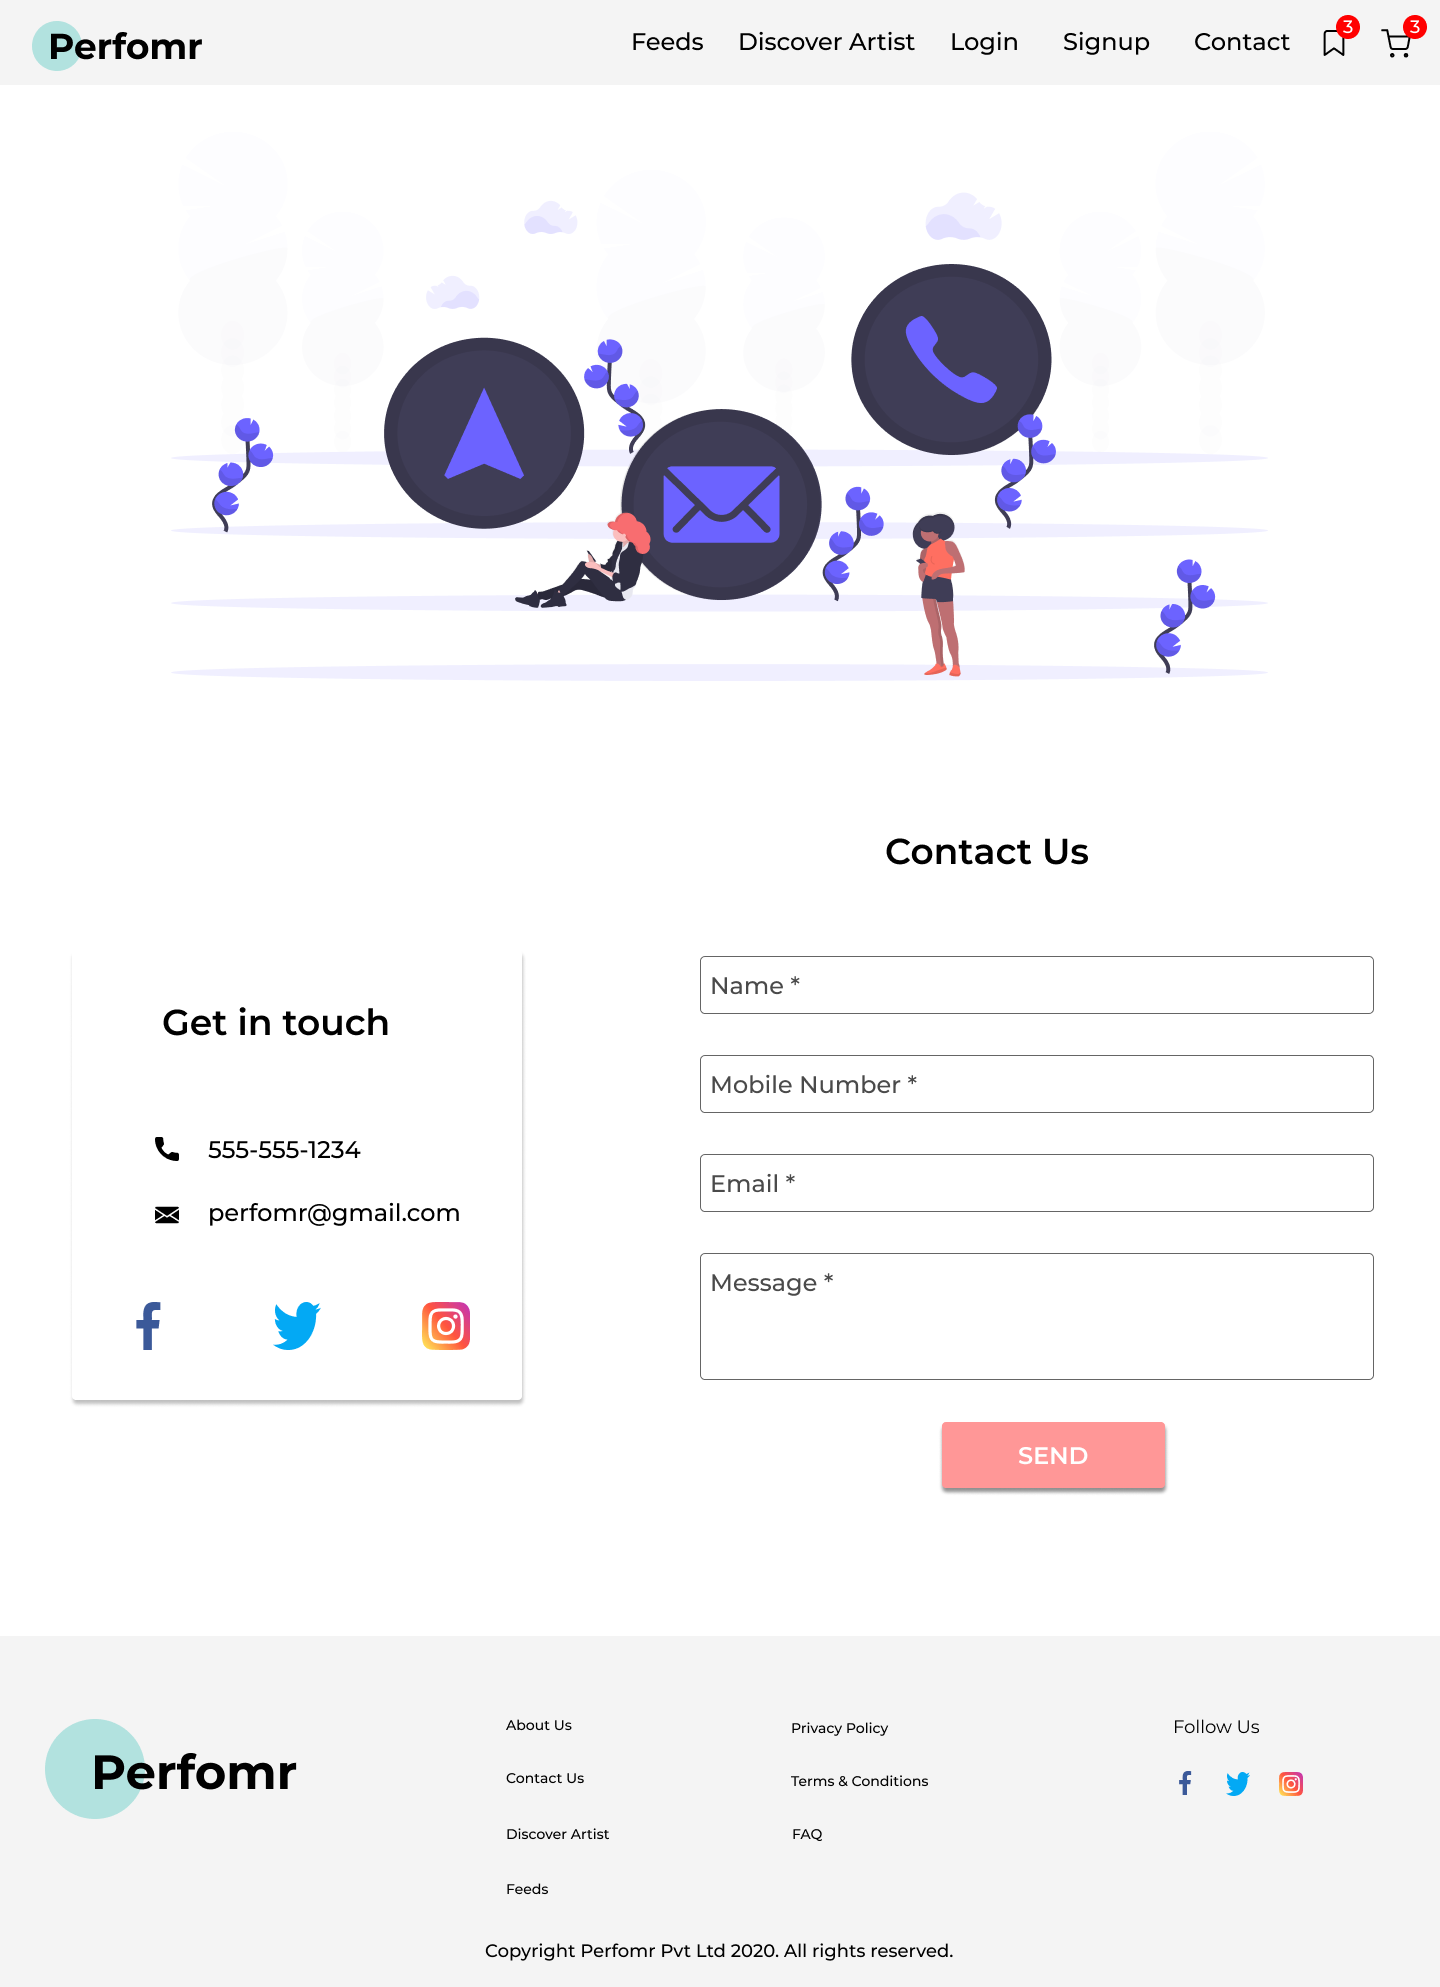 Perfomr
Feeds Discover Artist Login Signup Contact 3 3
Contact Us
Get in touch
555-555-1234
perfomr@gmail.com
Name *
Mobile Number *
Email *
Message *
SEND
Perfomr
About Us
Contact Us
Discover Artist
Feeds
Privacy Policy
Terms & Conditions
FAQ
Follow Us
Copyright Perfomr Pvt Ltd 2020. All rights reserved.